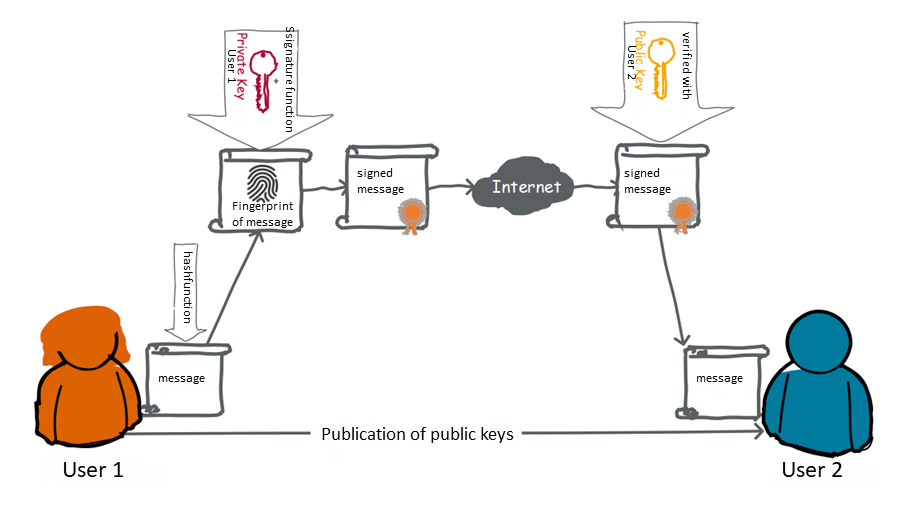 Private Key
User 1
+
Ssignature function
Public Key
User 2
verified with
Fingerprint
of message
signed
message
Internet
signed
message
hashfunction
message
message
Publication of public keys
User 1
User 2